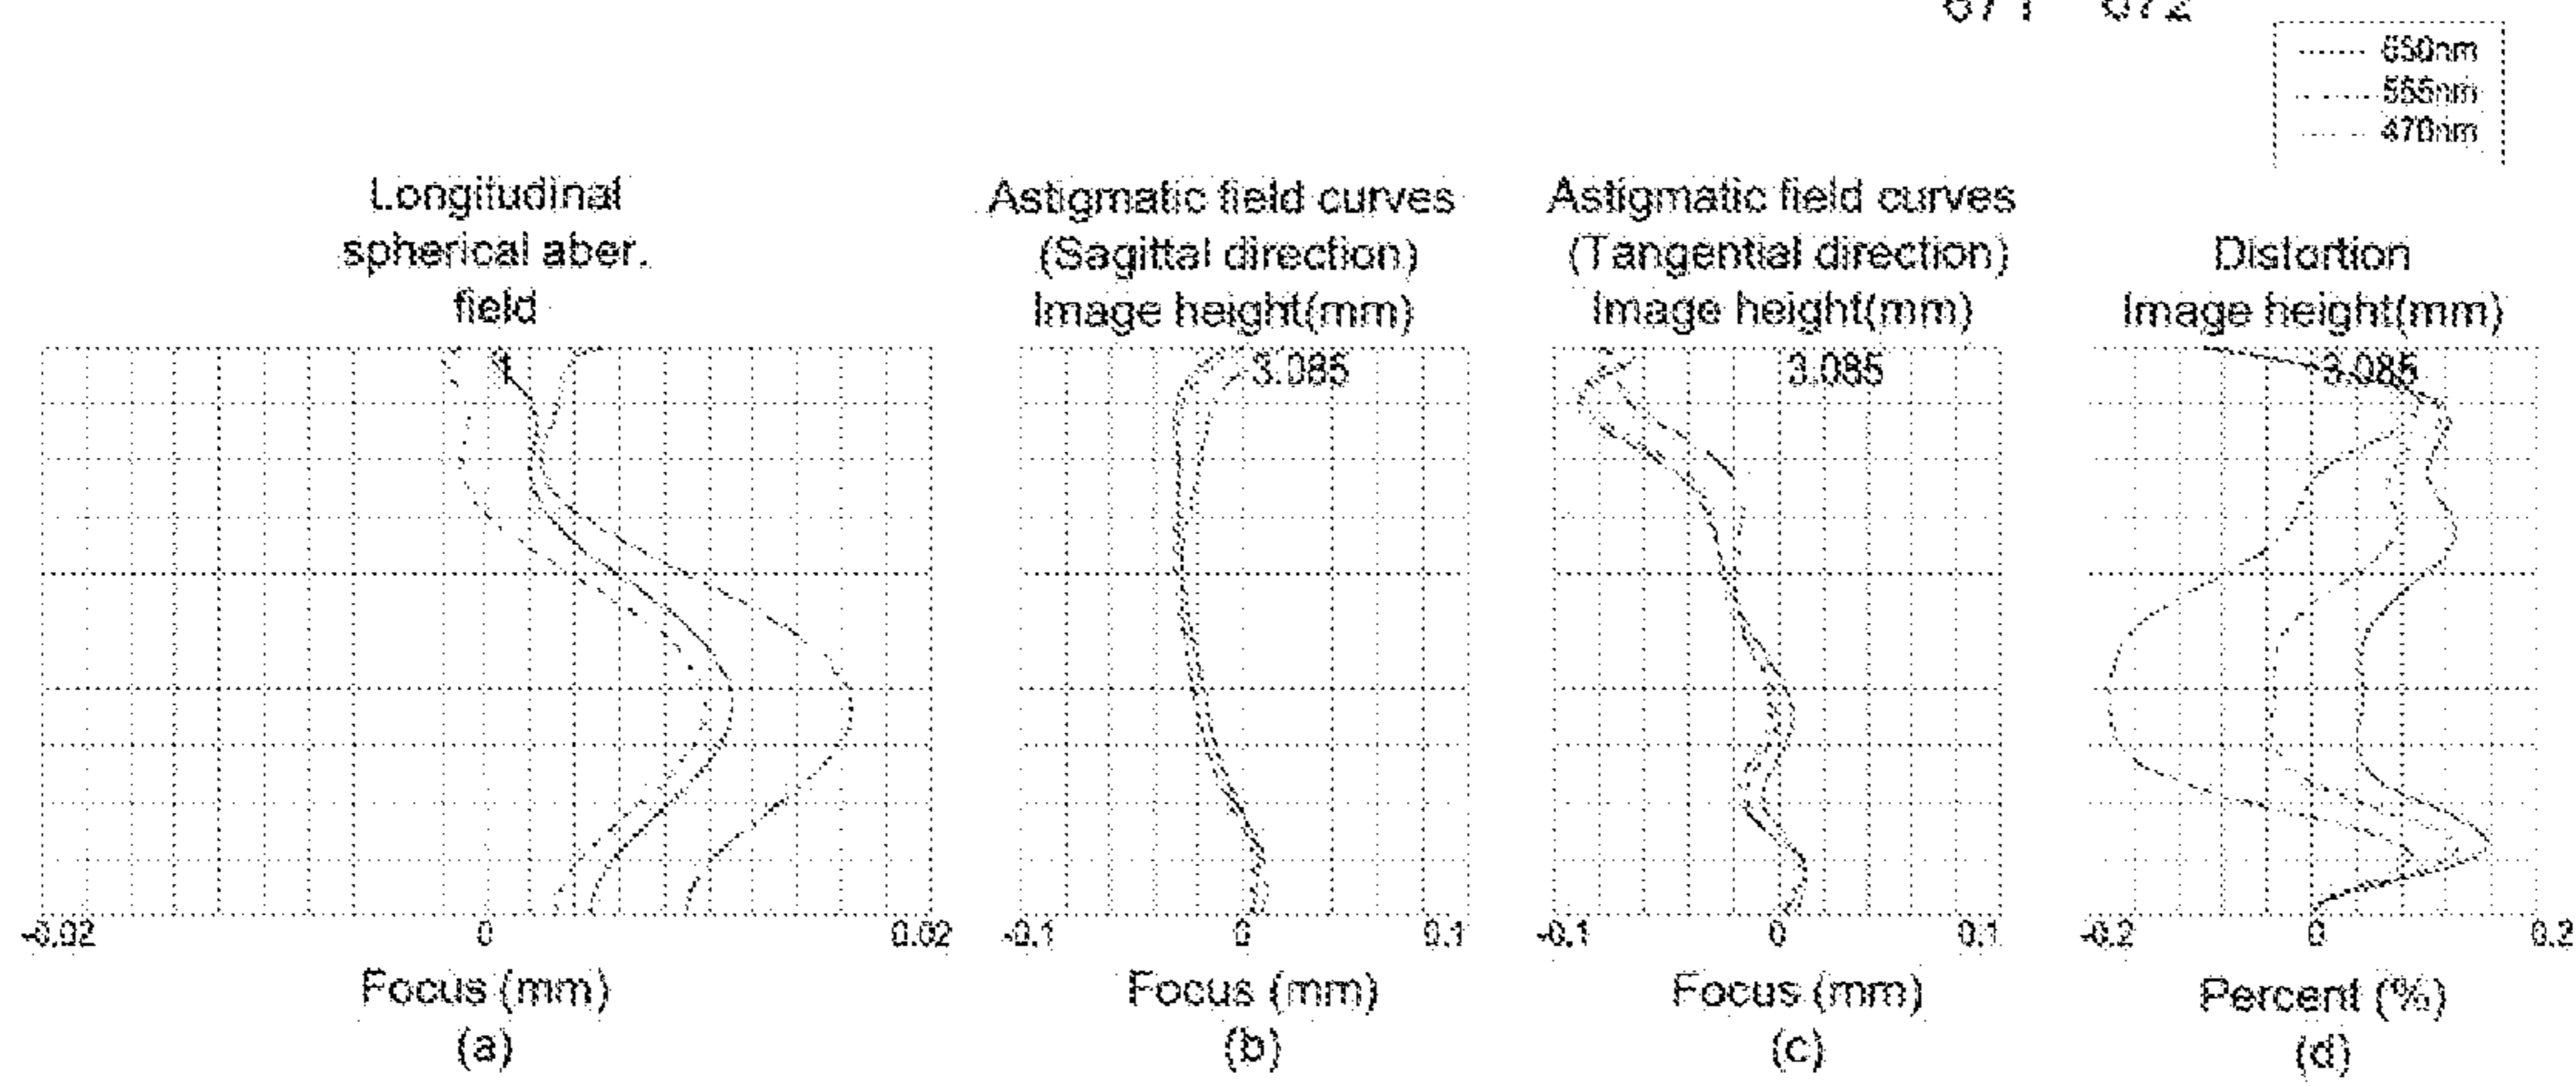 671 672
650nm
555nm
470nm
Longitudinal
spherical aber.
field
1
Astigmatic field curves
(Sagittal direction)
Image height(mm)
3.085
Astigmatic field curves
(Tangential direction)
Image height(mm)
3.085
Distortion
Image height(mm)
3.085
-0.02 0 0.02
Focus (mm)
(a)
-0.1 0 0.1
Focus (mm)
(b)
-0.1 0 0.1
Focus (mm)
(c)
-0.2 0 0.2
Percent (%)
(d)